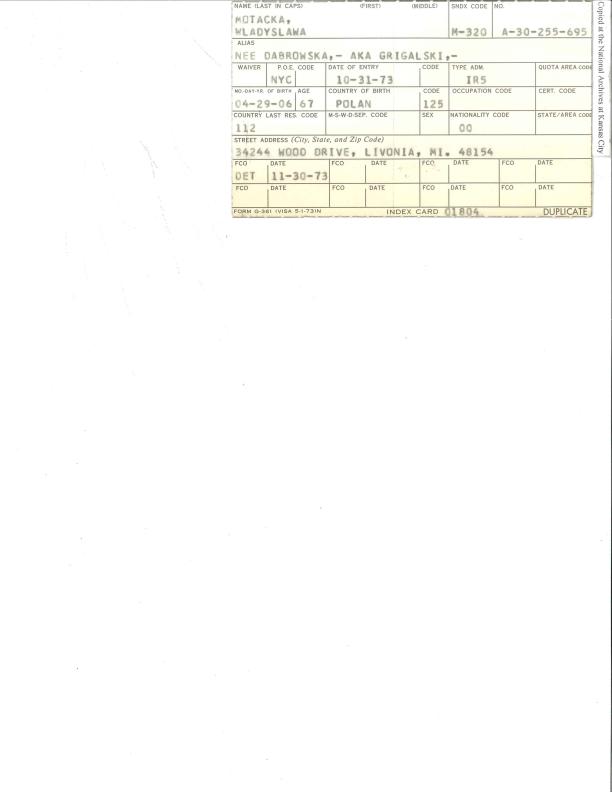 NAME (LAST IN CAPS) (FIRST) (MIDDLE) SNDX CODE NO.
MOTACKA,
WLADYSLAWA M-320 A-30-255-695
ALIAS
NEE DABROWSKA,- AKA GRIGALSKI,-
WAIVER P.O.E. CODE DATE OF ENTRY CODE TYPE ADM. QUOTA AREA-CODE
NYC 10-31-73 IR5
MO.-DAY-YR. OF BIRTH AGE COUNTRY OF BIRTH CODE OCCUPATION CODE CERT. CODE
04-29-06 67 POLAN 125
COUNTRY LAST RES. CODE M-S-W-D-SEP. CODE SEX NATIONALITY CODE STATE/AREA CODE
112 00
STREET ADDRESS (City, State, and Zip Code)
34244 WOOD DRIVE, LIVONIA, MI. 48154
FCO DATE FCO DATE FCO DATE FCO DATE
DET 11-30-73
FCO DATE FCO DATE FCO DATE FCO DATE
FORM G-361 (VISA 5-1-73)N INDEX CARD 01804 DUPLICATE
Copied at the National Archives at Kansas City